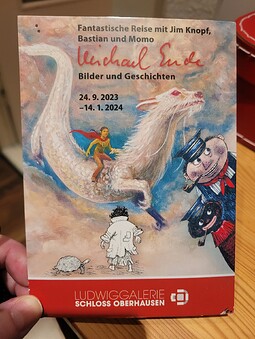 Fantastische Reise mit Jim Knopf,
Bastian und Momo
Michael Ende
Bilder und Geschichten
24. 9. 2023
–14. 1. 2024
LUDWIGGALERIE
SCHLOSS OBERHAUSEN